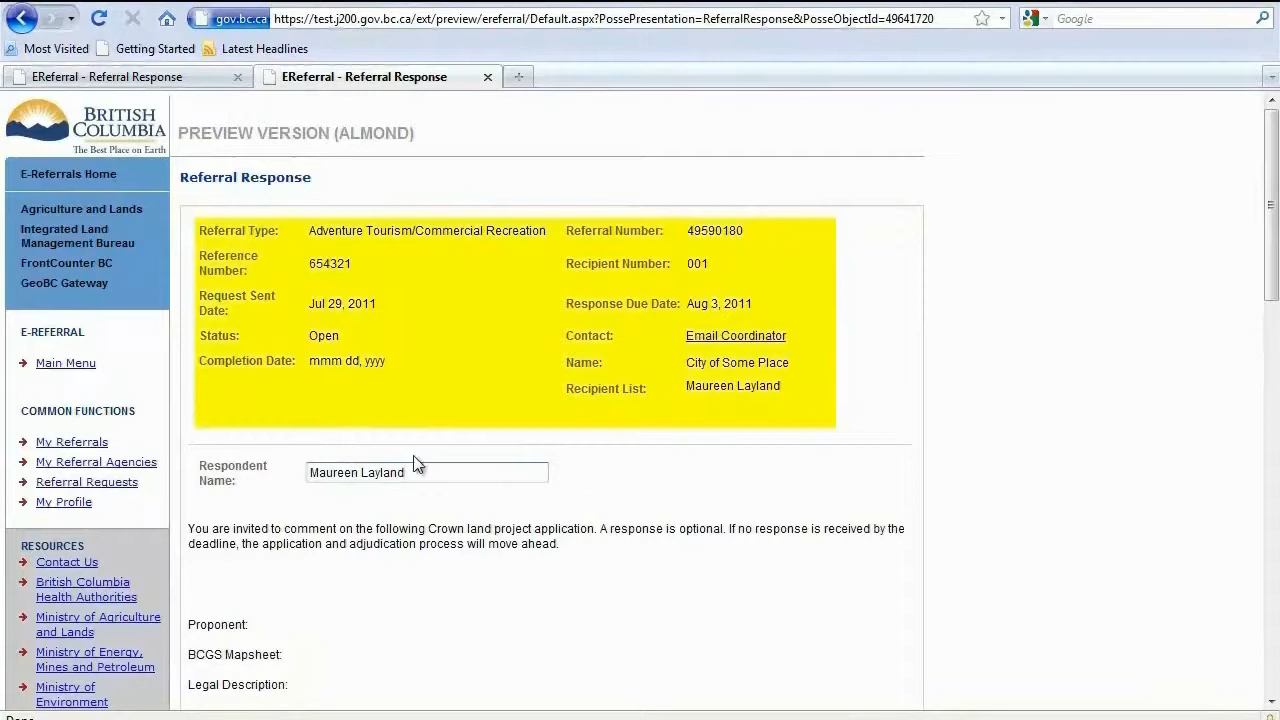 gov.bc.ca https://test.j200.gov.bc.ca/ext/preview/ereferral/Default.aspx?PossePresentation=ReferralResponse&PosseObjectId=49641720 Google
Most Visited Getting Started Latest Headlines
EReferral - Referral Response EReferral - Referral Response
BRITISH
COLUMBIA
The Best Place on Earth
PREVIEW VERSION (ALMOND)
E-Referrals Home
Agriculture and Lands
Integrated Land
Management Bureau
FrontCounter BC
GeoBC Gateway
E-REFERRAL
Main Menu
COMMON FUNCTIONS
My Referrals
My Referral Agencies
Referral Requests
My Profile
RESOURCES
Contact Us
British Columbia
Health Authorities
Ministry of Agriculture
and Lands
Ministry of Energy,
Mines and Petroleum
Ministry of
Environment
Referral Response
Referral Type: Adventure Tourism/Commercial Recreation Referral Number: 49590180
Reference
Number: 654321 Recipient Number: 001
Request Sent
Date: Jul 29, 2011 Response Due Date: Aug 3, 2011
Status: Open Contact: Email Coordinator
Completion Date: mmm dd, yyyy Name: City of Some Place
Recipient List: Maureen Layland
Respondent
Name: Maureen Layland
You are invited to comment on the following Crown land project application. A response is optional. If no response is received by the
deadline, the application and adjudication process will move ahead.
Proponent:
BCGS Mapsheet:
Legal Description: